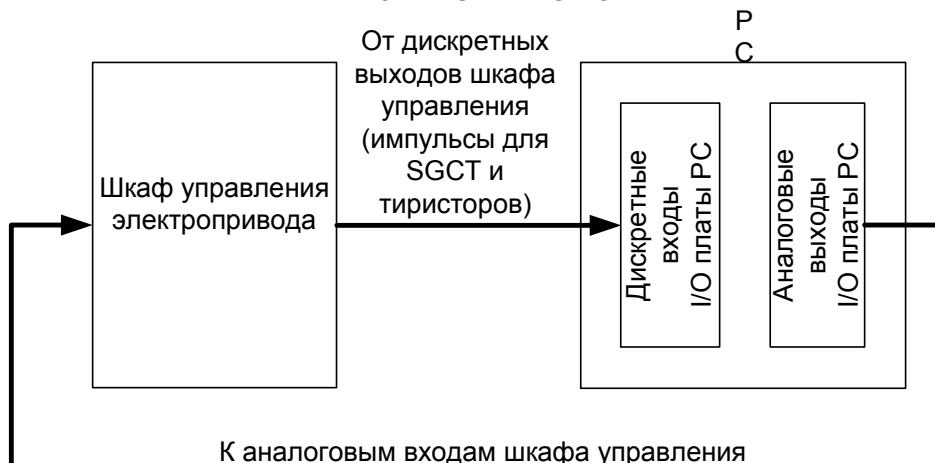 P
C
От дискретных
выходов шкафа
управления
(импульсы для
SGCT и
тиристоров)
Шкаф управления
электропривода
Дискретные
входы
I/O платы PC
Аналоговые
выходы
I/O платы PC
К аналоговым входам шкафа управления